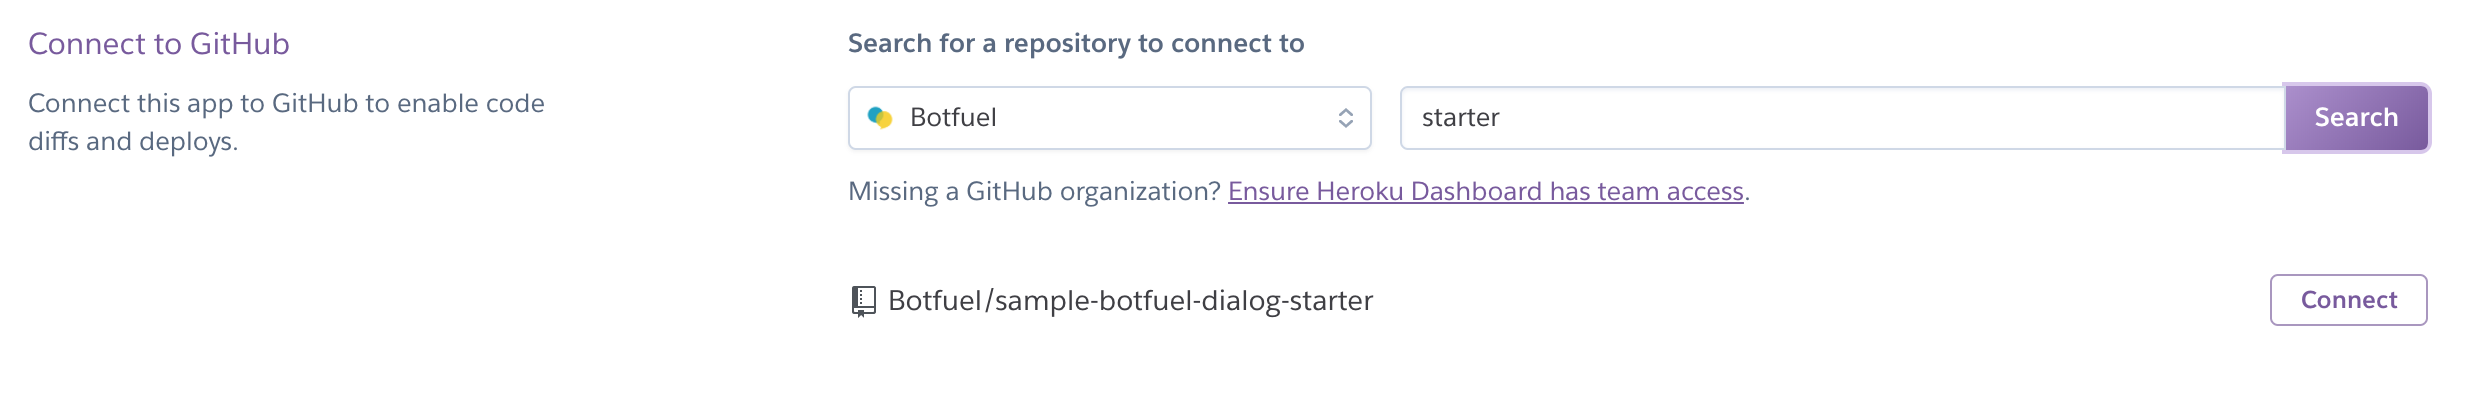 Connect to GitHub
Connect this app to GitHub to enable code
diffs and deploys.
Search for a repository to connect to
Botfuel
starter
Search
Missing a GitHub organization? Ensure Heroku Dashboard has team access.
Botfuel/sample-botfuel-dialog-starter
Connect